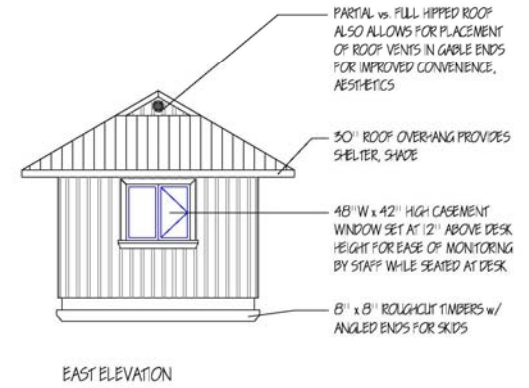 PARTIAL vs. FULL HIPPED ROOF
ALSO ALLOWS FOR PLACEMENT
OF ROOF VENTS IN GABLE ENDS
FOR IMPROVED CONVENIENCE,
AESTHETICS
30" ROOF OVERHANG PROVIDES
SHELTER, SHADE
48"W x 42" HIGH CASEMENT
WINDOW SET AT 12" ABOVE DESK
HEIGHT FOR EASE OF MONITORING
BY STAFF WHILE SEATED AT DESK
8" x 8" ROUGHCUT TIMBERS w/
ANGLED ENDS FOR SKIDS
EAST ELEVATION